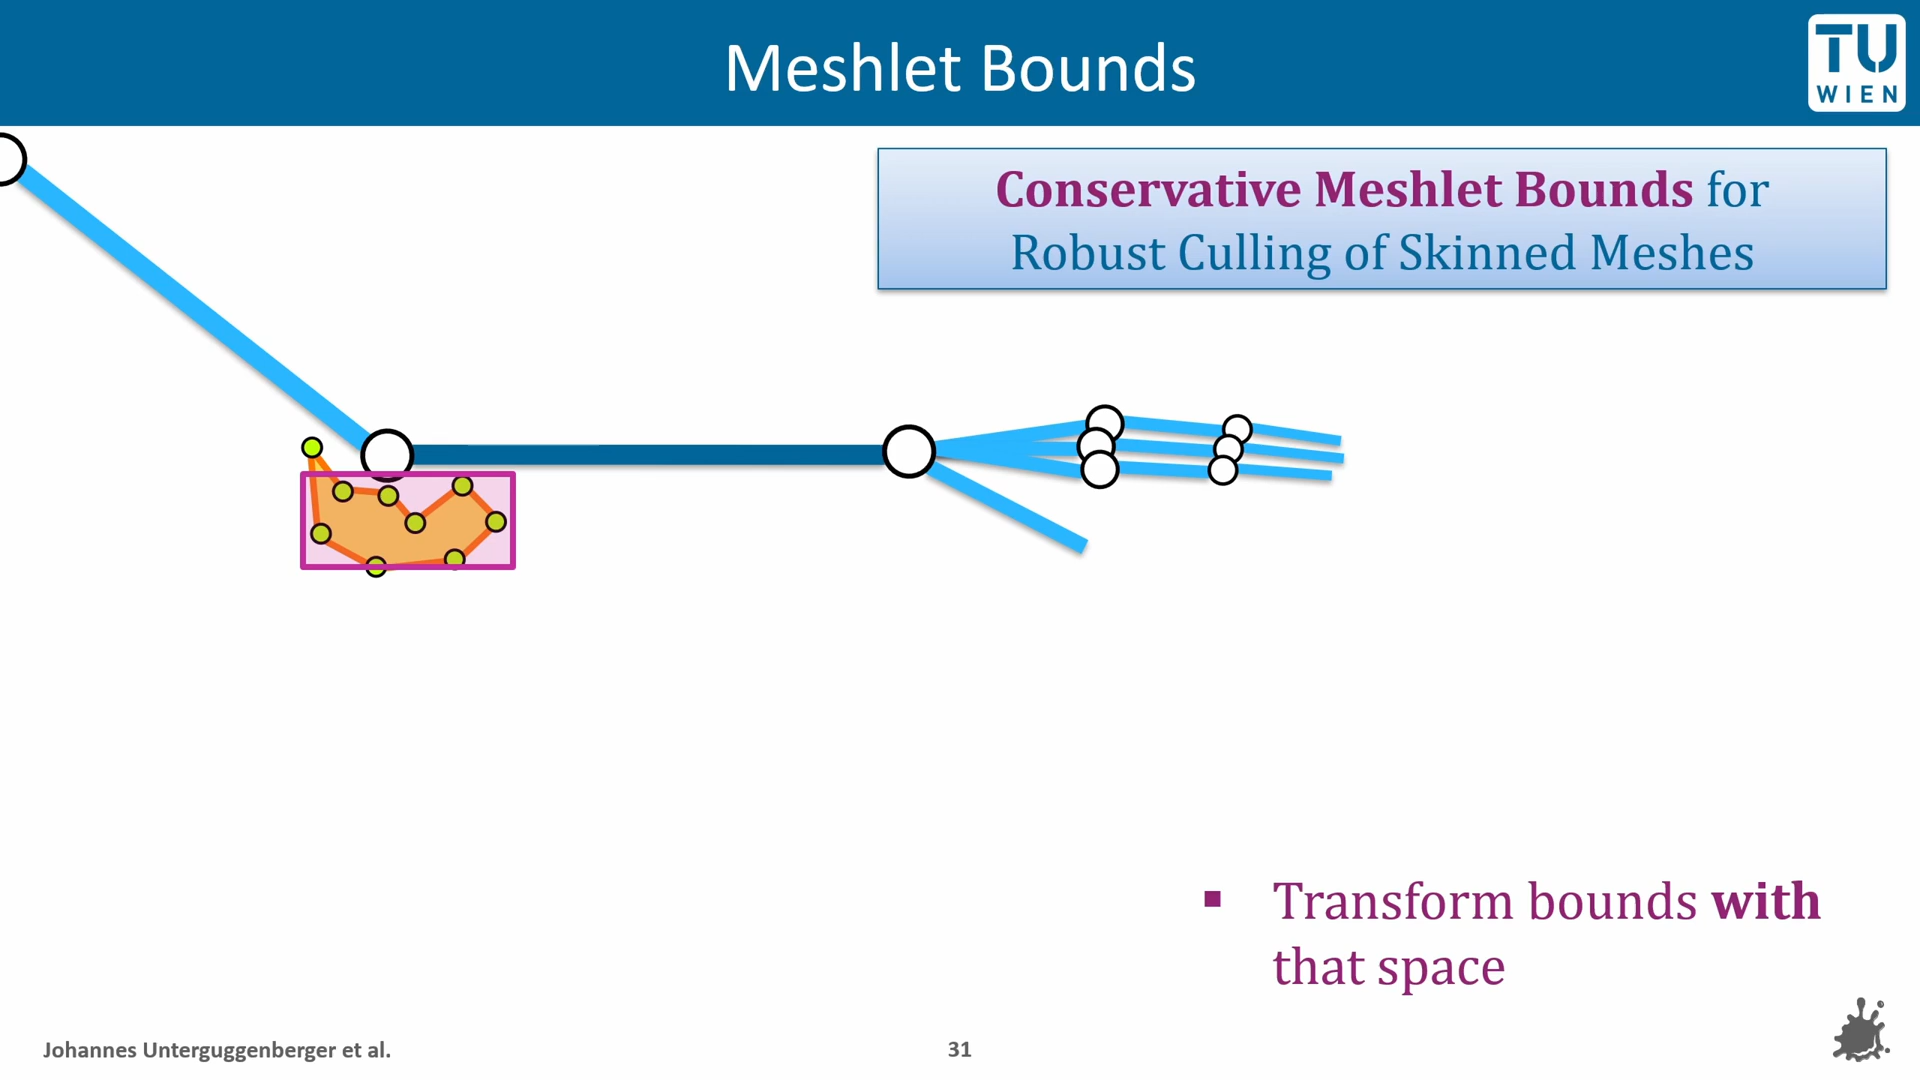 Meshlet Bounds
TU
WIEN
Conservative Meshlet Bounds for
Robust Culling of Skinned Meshes
▪ Transform bounds with
that space
Johannes Unterguggenberger et al.
31